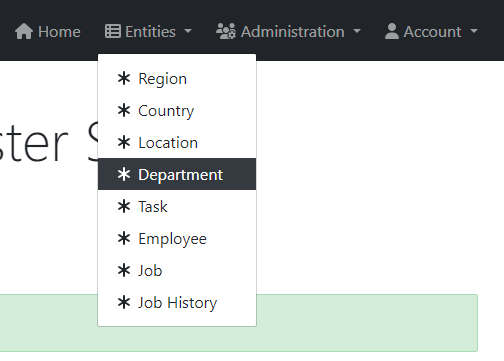 Home Entities Administration Account
Region
Country
Location
Department
Task
Employee
Job
Job History